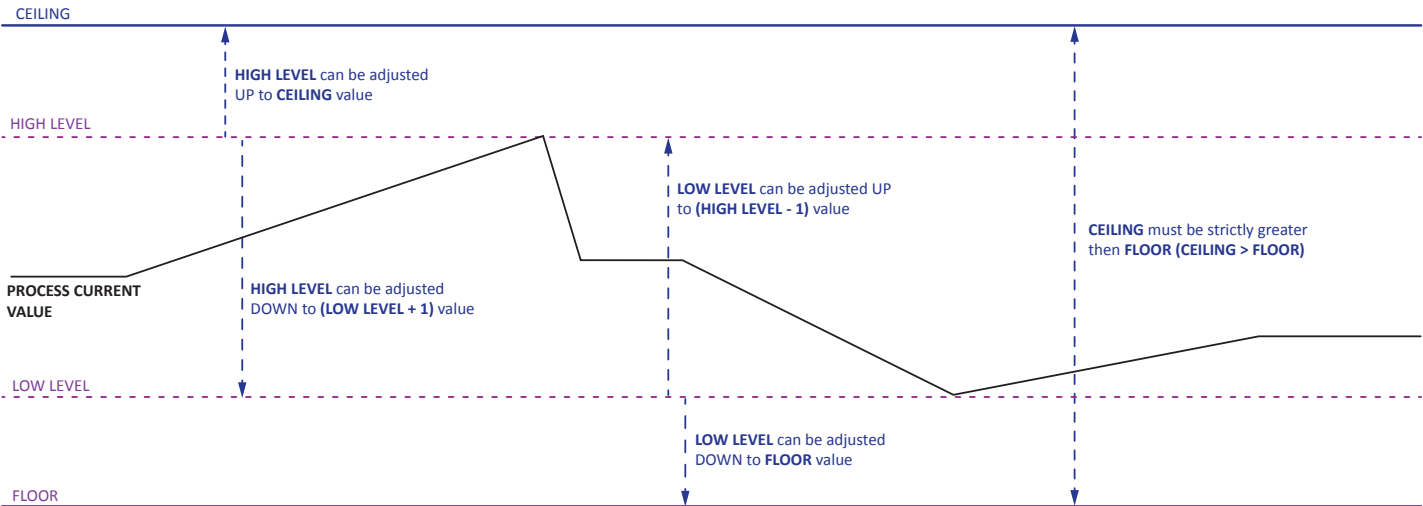 CEILING
HIGH LEVEL can be adjusted
UP to CEILING value
HIGH LEVEL
LOW LEVEL can be adjusted UP
to (HIGH LEVEL - 1) value
CEILING must be strictly greater
then FLOOR (CEILING > FLOOR)
PROCESS CURRENT
VALUE
HIGH LEVEL can be adjusted
DOWN to (LOW LEVEL + 1) value
LOW LEVEL
LOW LEVEL can be adjusted
DOWN to FLOOR value
FLOOR